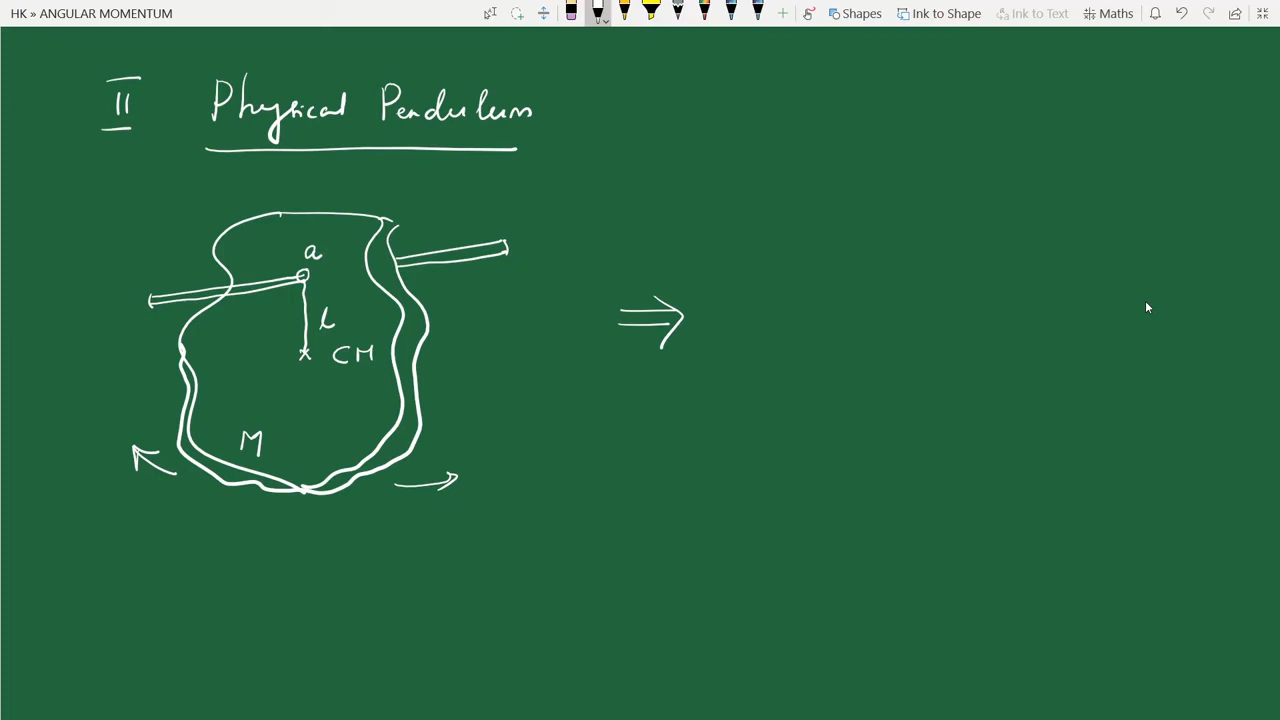 HK » ANGULAR MOMENTUM
Shapes
Ink to Shape
Ink to Text
Maths
II Physical Pendulum
a
l
CM
M